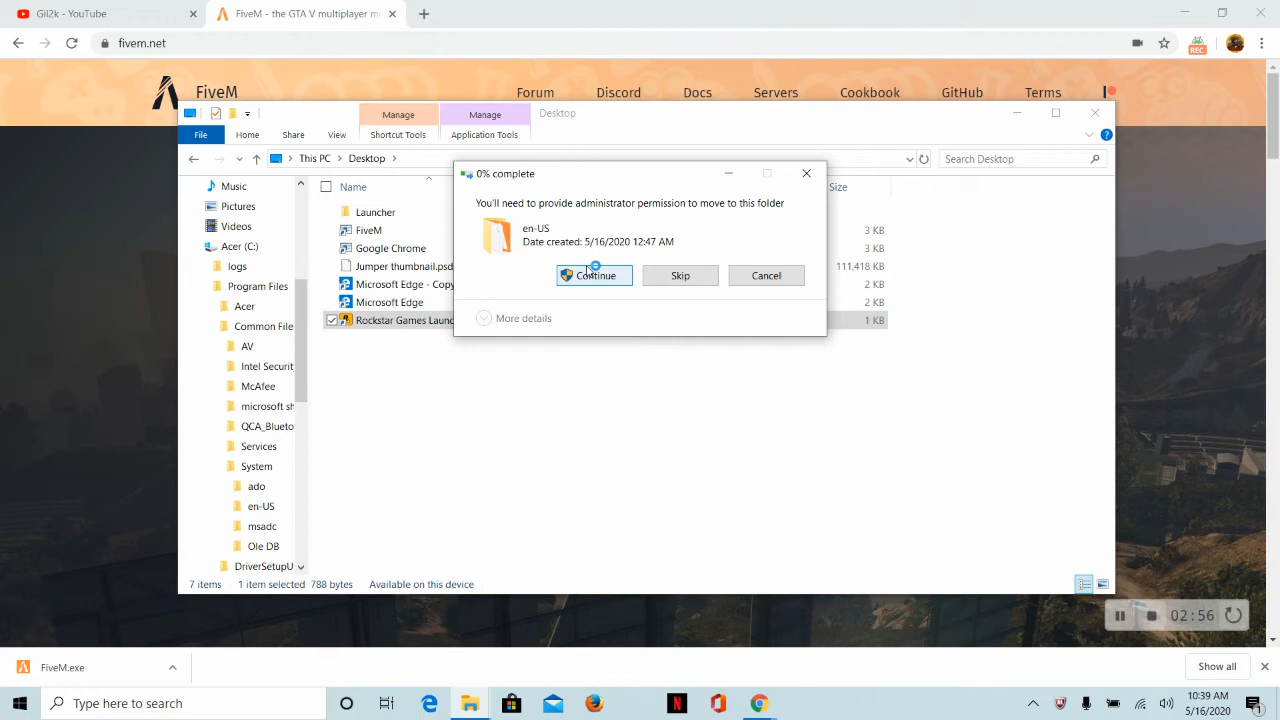 Gil2k - YouTube
FiveM - the GTA V multiplayer m
fivem.net
REC
FiveM
Forum Discord Docs Servers Cookbook GitHub Terms
Manage Manage Desktop
File Home Share View Shortcut Tools Application Tools
This PC Desktop Search Desktop
Name Size
Music
Pictures
Videos
Acer (C:)
logs
Program Files
Acer
Common File
AV
Intel Securit
McAfee
microsoft sh
QCA_Blueto
Services
System
ado
en-US
msadc
Ole DB
DriverSetupU
Launcher
FiveM 3 KB
Google Chrome 3 KB
Jumper thumbnail.psd 111,418 KB
Microsoft Edge - Copy 2 KB
Microsoft Edge 2 KB
Rockstar Games Laun 1 KB
0% complete
You'll need to provide administrator permission to move to this folder
en-US
Date created: 5/16/2020 12:47 AM
Continue Skip Cancel
More details
7 items 1 item selected 788 bytes Available on this device
02:56
FiveM.exe
Show all
Type here to search
10:39 AM
5/16/2020
1